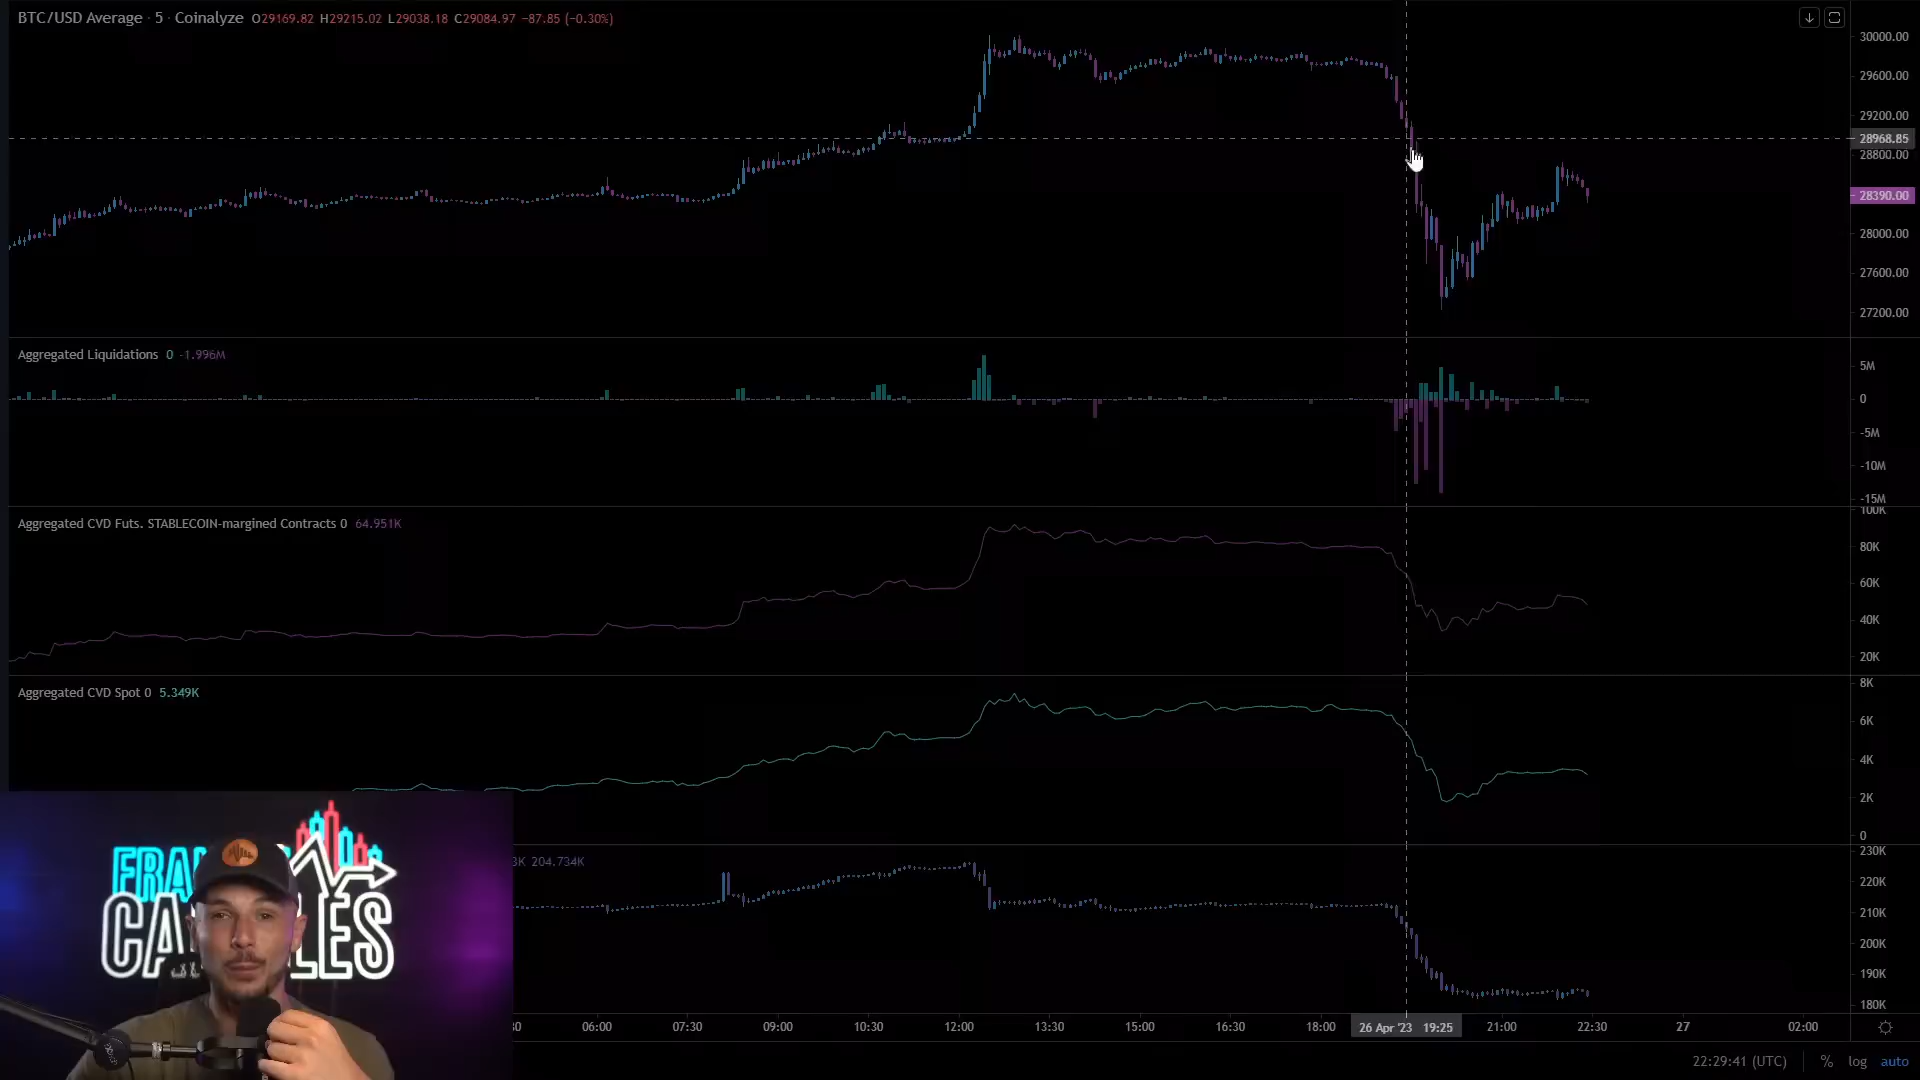 BTC/USD Average · 5 · Coinalyze O29169.82 H29215.02 L29038.18 C29084.97 −87.85 (−0.30%)
30000.00
29600.00
29200.00
28968.85
28800.00
28390.00
28000.00
27600.00
27200.00
Aggregated Liquidations 0 -1.996M
5M
0
-5M
-10M
-15M
Aggregated CVD Futs. STABLECOIN-margined Contracts 0 64.951K
100K
80K
60K
40K
20K
Aggregated CVD Spot 0 5.349K
8K
6K
4K
2K
0
3K 204.734K
230K
220K
210K
200K
190K
180K
FRA
CA LES
30 06:00 07:30 09:00 10:30 12:00 13:30 15:00 16:30 18:00 26 Apr '23 19:25 21:00 22:30 27 02:00
22:29:41 (UTC) % log auto